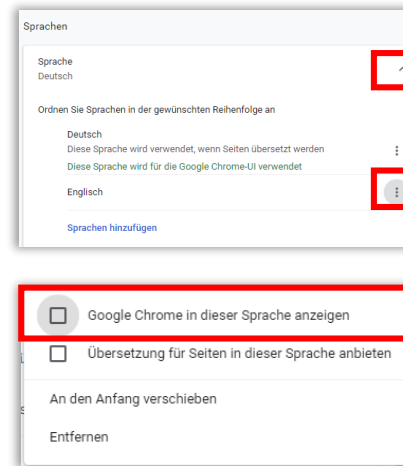 Sprachen
Sprache
Deutsch
Ordnen Sie Sprachen in der gewünschten Reihenfolge an
Deutsch
Diese Sprache wird verwendet, wenn Seiten übersetzt werden
Diese Sprache wird für die Google Chrome-UI verwendet
Englisch
Sprachen hinzufügen
Google Chrome in dieser Sprache anzeigen
Übersetzung für Seiten in dieser Sprache anbieten
An den Anfang verschieben
Entfernen